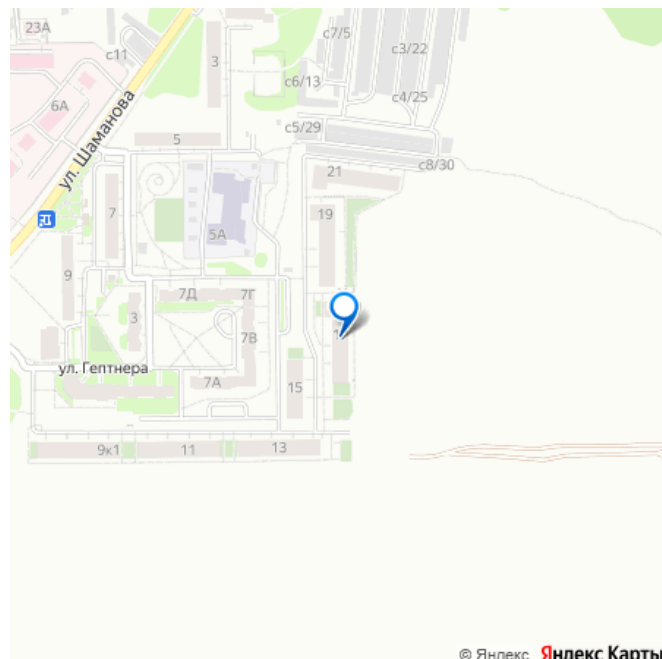 23А
с11
3
с7/5
с3/22
с6/13
6А
с4/25
ул. Шаманова
5
с5/29
с8/30
21
7
19
5А
9
7Д
7Г
3
7В
ул. Гептнера
7А
15
9к1
11
13
© Яндекс Яндекс Карты